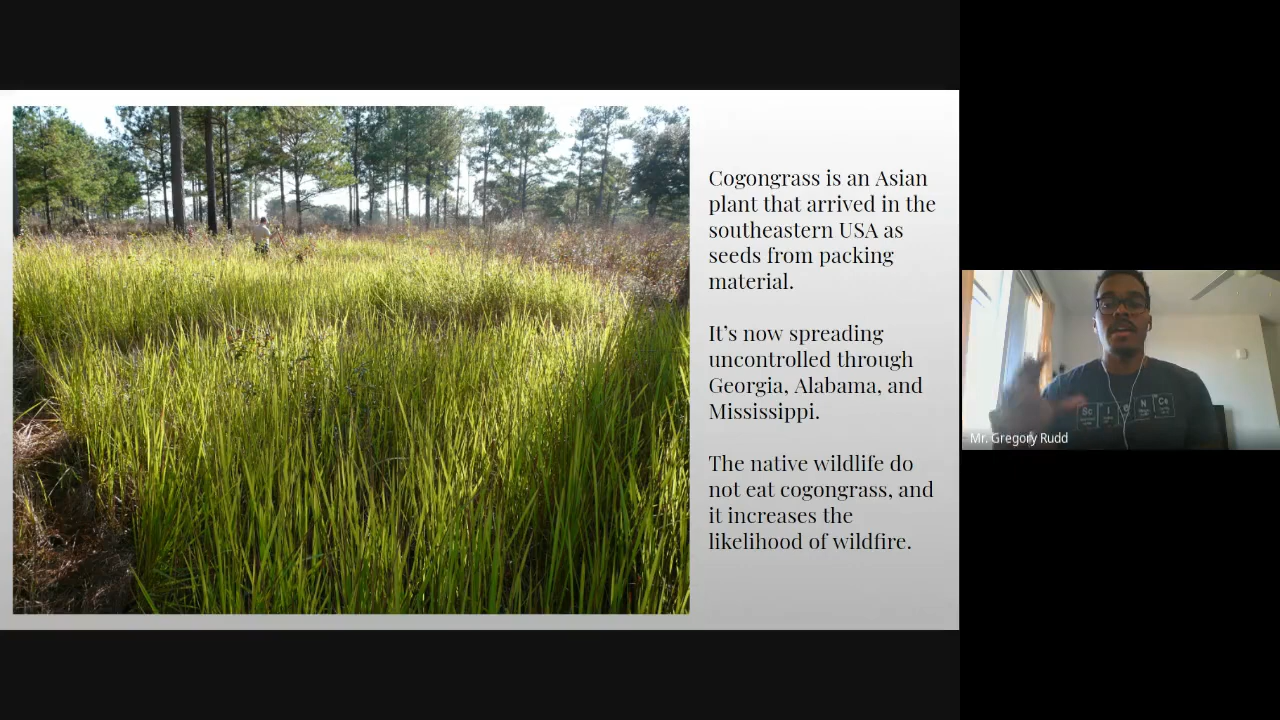 Cogongrass is an Asian
plant that arrived in the
southeastern USA as
seeds from packing
material.
It’s now spreading
uncontrolled through
Georgia, Alabama, and
Mississippi.
The native wildlife do
not eat cogongrass, and
it increases the
likelihood of wildfire.
Sc I e N Ce
Mr. Gregory Rudd